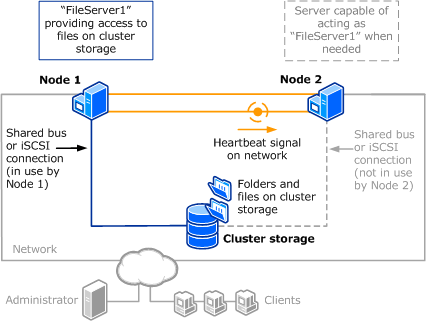 “FileServer1”
providing access to
files on cluster
storage
Server capable of
acting as
“FileServer1” when
needed
Node 1
Node 2
Shared bus
or iSCSI
connection
(in use by
Node 1)
Heartbeat signal
on network
Shared
bus or
iSCSI
connection
(not in use
by Node 2)
Folders and
files on cluster
storage
Cluster storage
Network
Administrator
Clients